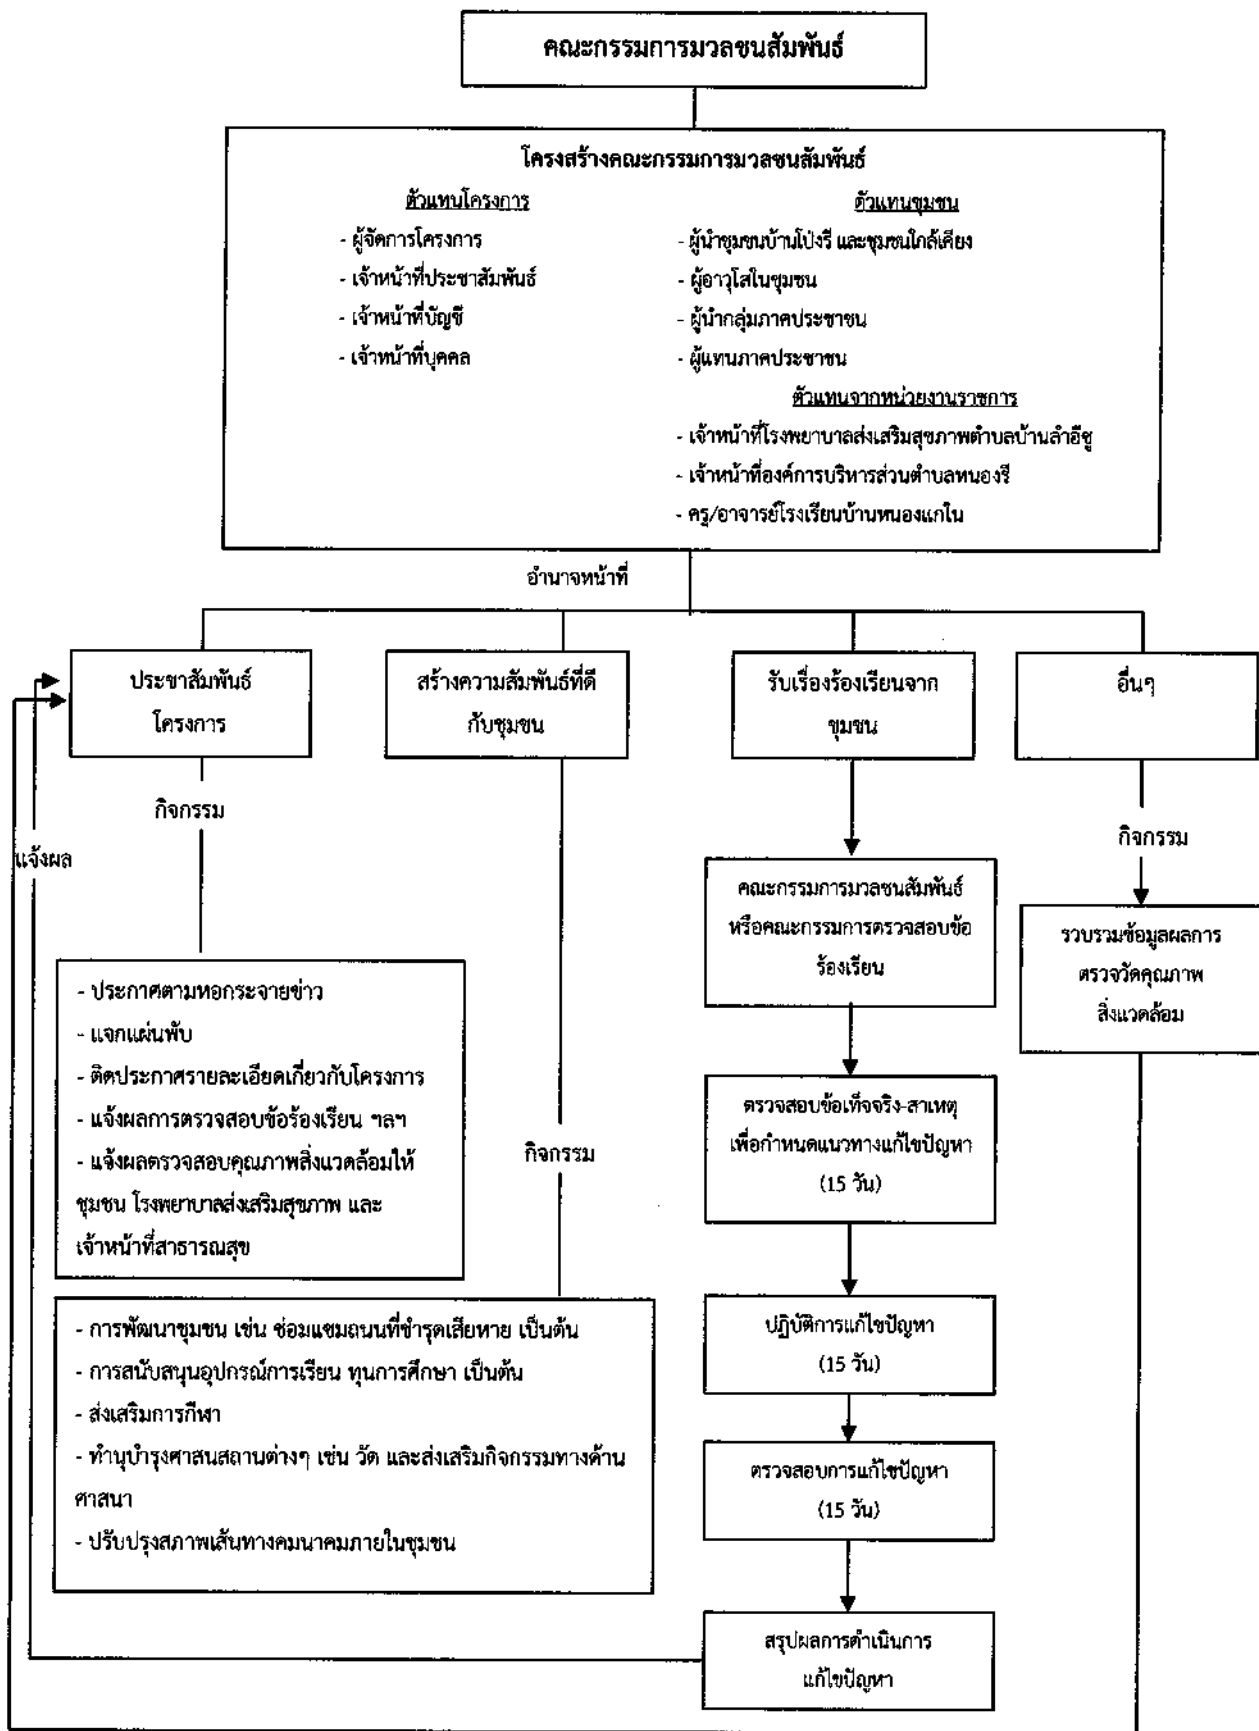 คณะกรรมการมวลชนสัมพันธ์
โครงสร้างคณะกรรมการมวลชนสัมพันธ์
ตัวแทนโครงการ
- ผู้จัดการโครงการ
- เจ้าหน้าที่ประชาสัมพันธ์
- เจ้าหน้าที่บัญชี
- เจ้าหน้าที่บุคคล
ตัวแทนชุมชน
- ผู้นำชุมชนบ้านโป่งรี และชุมชนใกล้เคียง
- ผู้อาวุโสในชุมชน
- ผู้นำกลุ่มภาคประชาชน
- ผู้แทนภาคประชาชน
ตัวแทนจากหน่วยงานราชการ
- เจ้าหน้าที่โรงพยาบาลส่งเสริมสุขภาพตำบลบ้านลำอีซู
- เจ้าหน้าที่องค์การบริหารส่วนตำบลหนองรี
- ครู/อาจารย์โรงเรียนบ้านหนองแกใน
อำนาจหน้าที่
ประชาสัมพันธ์
โครงการ
สร้างความสัมพันธ์ที่ดี
กับชุมชน
รับเรื่องร้องเรียนจาก
ชุมชน
อื่นๆ
กิจกรรม
กิจกรรม
แจ้งผล
คณะกรรมการมวลชนสัมพันธ์
หรือคณะกรรมการตรวจสอบข้อ
ร้องเรียน
รวบรวมข้อมูลผลการ
ตรวจวัดคุณภาพ
สิ่งแวดล้อม
- ประกาศตามหอกระจายข่าว
- แจกแผ่นพับ
- ติดประกาศรายละเอียดเกี่ยวกับโครงการ
- แจ้งผลการตรวจสอบข้อร้องเรียน ฯลฯ
- แจ้งผลตรวจสอบคุณภาพสิ่งแวดล้อมให้
ชุมชน โรงพยาบาลส่งเสริมสุขภาพ และ
เจ้าหน้าที่สาธารณสุข
กิจกรรม
ตรวจสอบข้อเท็จจริง-สาเหตุ
เพื่อกำหนดแนวทางแก้ไขปัญหา
(15 วัน)
- การพัฒนาชุมชน เช่น ซ่อมแซมถนนที่ชำรุดเสียหาย เป็นต้น
- การสนับสนุนอุปกรณ์การเรียน ทุนการศึกษา เป็นต้น
- ส่งเสริมการกีฬา
- ทำนุบำรุงศาสนสถานต่างๆ เช่น วัด และส่งเสริมกิจกรรมทางด้าน
ศาสนา
- ปรับปรุงสภาพเส้นทางคมนาคมภายในชุมชน
ปฏิบัติการแก้ไขปัญหา
(15 วัน)
ตรวจสอบการแก้ไขปัญหา
(15 วัน)
สรุปผลการดำเนินการ
แก้ไขปัญหา